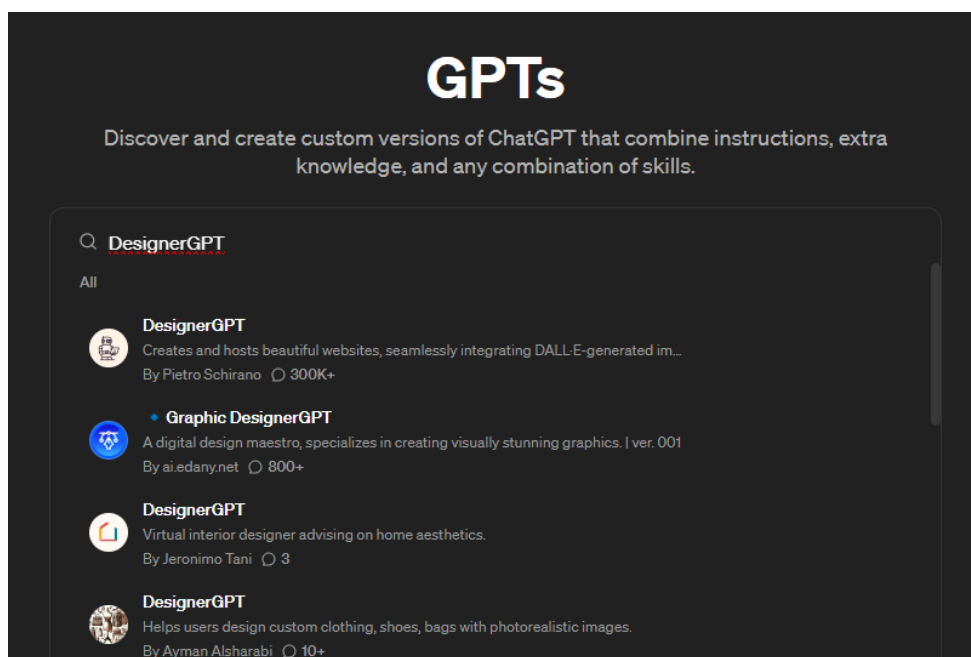 GPTs
Discover and create custom versions of ChatGPT that combine instructions, extra
knowledge, and any combination of skills.
DesignerGPT
All
DesignerGPT
Creates and hosts beautiful websites, seamlessly integrating DALL·E-generated im...
By Pietro Schirano 300K+
Graphic DesignerGPT
A digital design maestro, specializes in creating visually stunning graphics. | ver. 001
By ai.edany.net 800+
DesignerGPT
Virtual interior designer advising on home aesthetics.
By Jeronimo Tani 3
DesignerGPT
Helps users design custom clothing, shoes, bags with photorealistic images.
By Ayman Alsharabi 10+